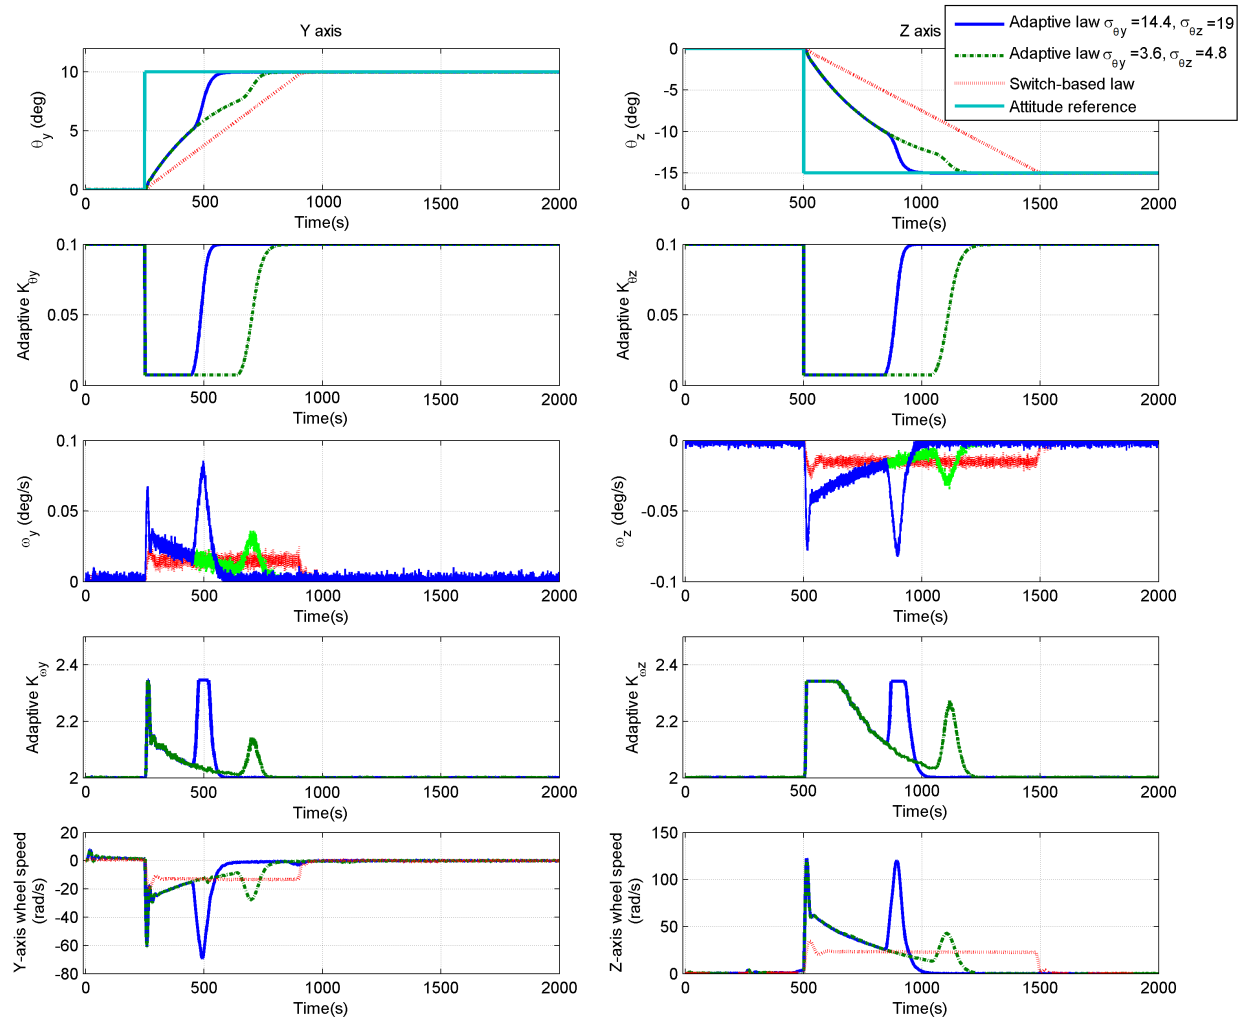 Y axis
Z axis
Adaptive law σθy =14.4, σθz =19
Adaptive law σθy =3.6, σθz =4.8
Switch-based law
Attitude reference
θy (deg)
10
5
0
0 500 1000 1500 2000
Time(s)
θz (deg)
0
-5
-10
-15
0 500 1000 1500 2000
Time(s)
Adaptive Kθy
0.1
0.05
0
0 500 1000 1500 2000
Time(s)
Adaptive Kθz
0.1
0.05
0
0 500 1000 1500 2000
Time(s)
ωy (deg/s)
0.1
0.05
0
0 500 1000 1500 2000
Time(s)
ωz (deg/s)
0
-0.05
-0.1
0 500 1000 1500 2000
Time(s)
Adaptive Kωy
2.4
2.2
2
0 500 1000 1500 2000
Time(s)
Adaptive Kωz
2.4
2.2
2
0 500 1000 1500 2000
Time(s)
Y-axis wheel speed
(rad/s)
20
0
-20
-40
-60
-80
0 500 1000 1500 2000
Time(s)
Z-axis wheel speed
(rad/s)
150
100
50
0
0 500 1000 1500 2000
Time(s)